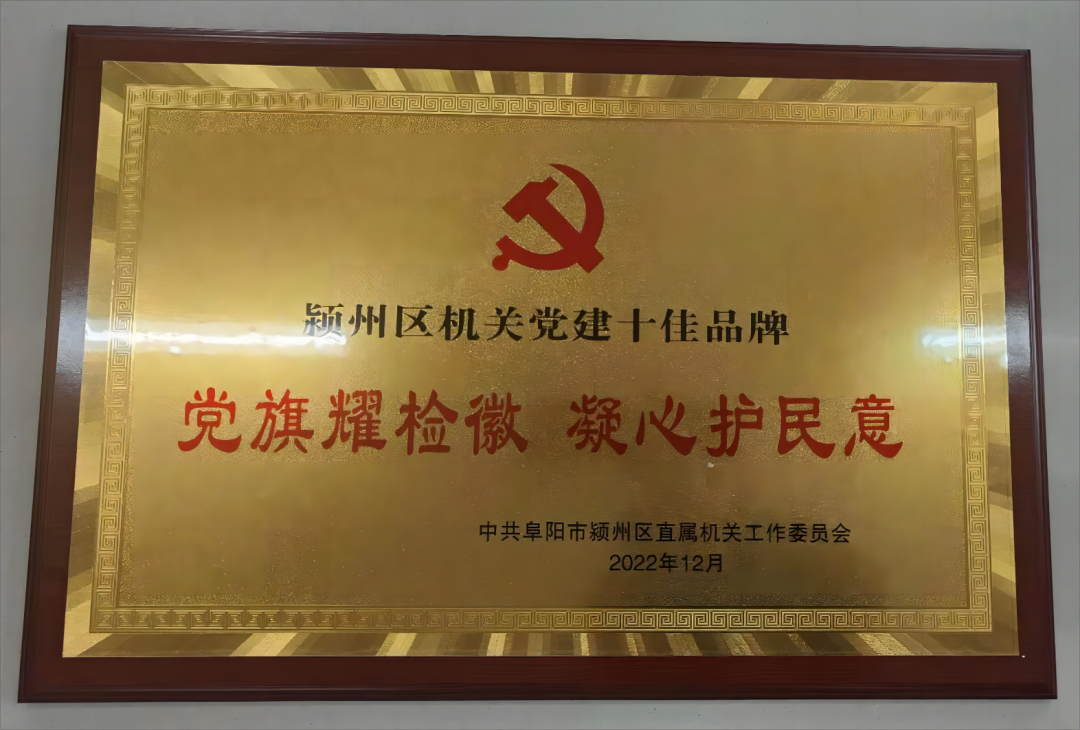 颍州区机关党建十佳品牌
党旗耀检徽 凝心护民意
中共阜阳市颍州区直属机关工作委员会
2022年12月